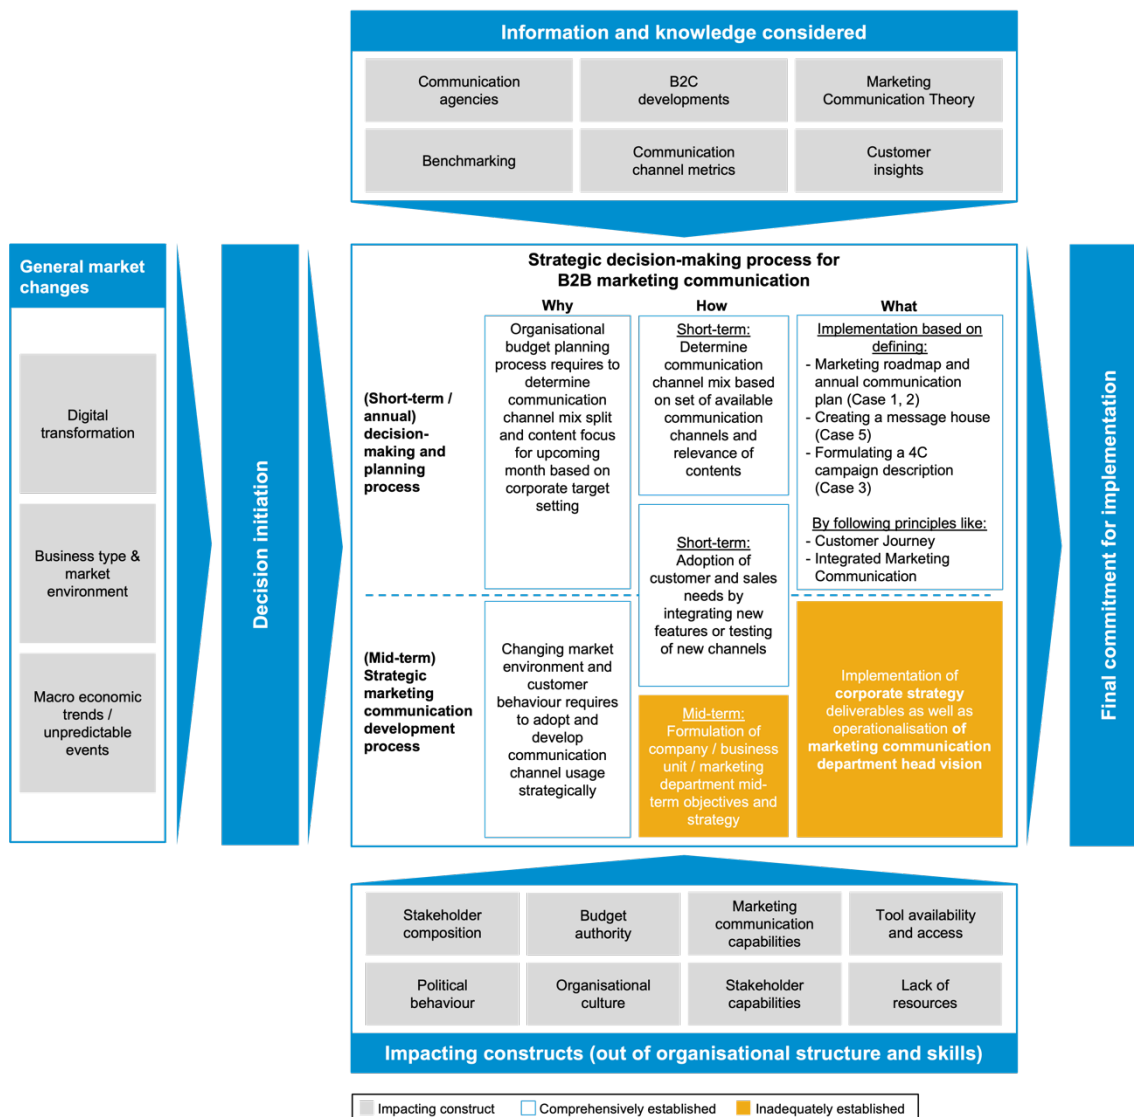 Information and knowledge considered
Communication
agencies
B2C
developments
Marketing
Communication Theory
Benchmarking
Communication
channel metrics
Customer
insights
General market
changes
Digital
transformation
Business type &
market
environment
Macro economic
trends /
unpredictable
events
Decision initiation
Strategic decision-making process for
B2B marketing communication
Why
How
What
(Short-term /
annual)
decision-
making and
planning
process
Organisational
budget planning
process requires to
determine
communication
channel mix split
and content focus
for upcoming
month based on
corporate target
setting
Short-term:
Determine
communication
channel mix based
on set of available
communication
channels and
relevance of
contents
Implementation based on
defining:
- Marketing roadmap and
annual communication
plan (Case 1, 2)
- Creating a message house
(Case 5)
- Formulating a 4C
campaign description
(Case 3)
By following principles like:
- Customer Journey
- Integrated Marketing
Communication
Short-term:
Adoption of
customer and sales
needs by
integrating new
features or testing
of new channels
(Mid-term)
Strategic
marketing
communication
development
process
Changing market
environment and
customer
behaviour requires
to adopt and
develop
communication
channel usage
strategically
Mid-term:
Formulation of
company / business
unit / marketing
department mid-
term objectives and
strategy
Implementation of
corporate strategy
deliverables as well as
operationalisation of
marketing communication
department head vision
Final commitment for implementation
Stakeholder
composition
Budget
authority
Marketing
communication
capabilities
Tool availability
and access
Political
behaviour
Organisational
culture
Stakeholder
capabilities
Lack of
resources
Impacting constructs (out of organisational structure and skills)
Impacting construct
Comprehensively established
Inadequately established